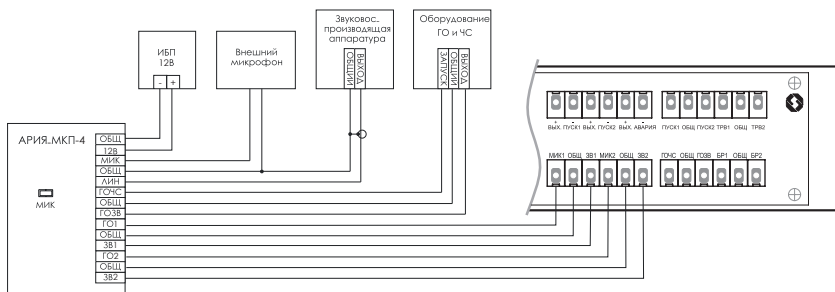 ИБП
12В
- +
Внешний
микрофон
Звуковос-
производящая
аппаратура
ОБЩИЙ
ВЫХОД
Оборудование
ГО и ЧС
ЗАПУСК
ОБЩИЙ
ВЫХОД
АРИЯ-МКП-4
МИК
ОБЩ
12В
МИК
ОБЩ
ЛИН
ГОЧС
ОБЩ
ГОЗВ
ГО1
ОБЩ
ЗВ1
ГО2
ОБЩ
ЗВ2
+ - + - + -
ВЫХ. ПУСК1 ВЫХ. ПУСК2 ВЫХ. АВАРИЯ
ПУСК1 ОБЩ ПУСК2 ТРВ1 ОБЩ ТРВ2
МИК1 ОБЩ ЗВ1 МИК2 ОБЩ ЗВ2
ГОЧС ОБЩ ГОЗВ БР1 ОБЩ БР2